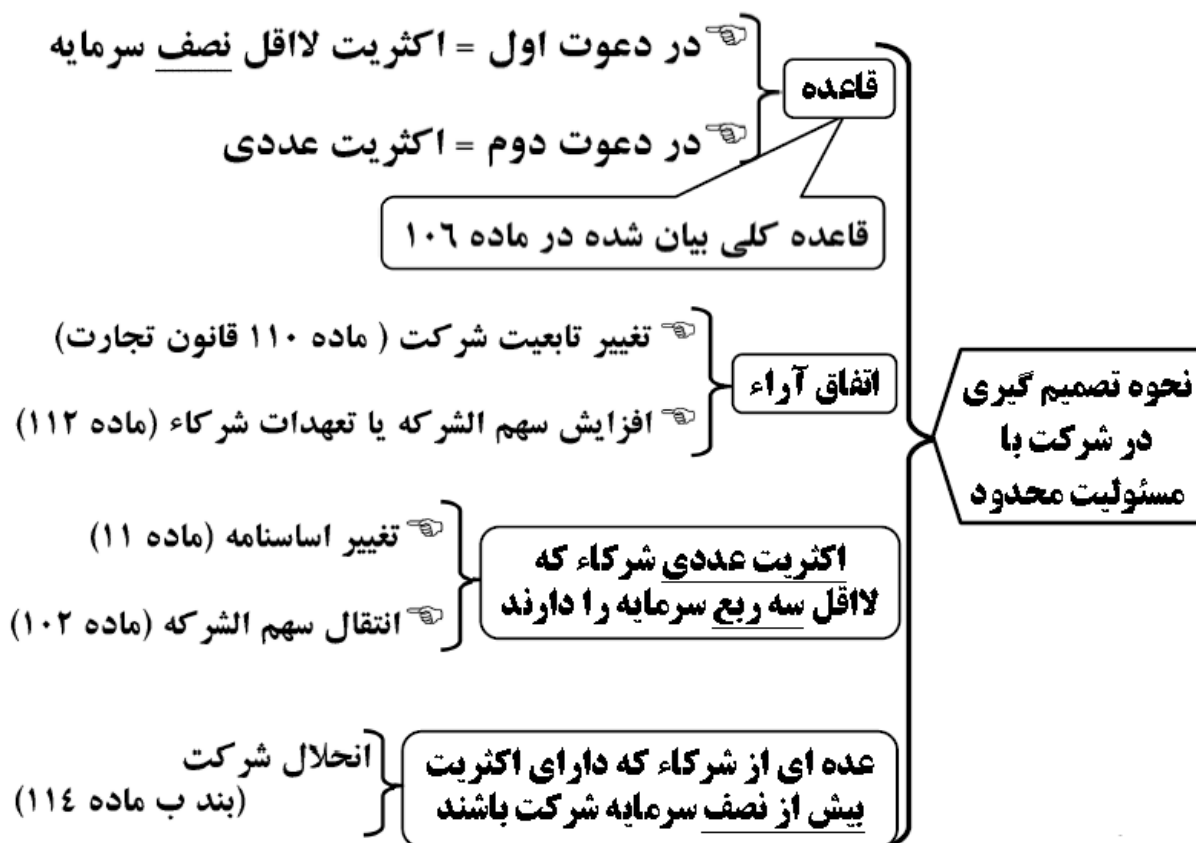 نحوه تصمیم گیری
در شرکت با
مسئولیت محدود
قاعده
در دعوت اول = اکثریت لااقل نصف سرمایه
در دعوت دوم = اکثریت عددی
قاعده کلی بیان شده در ماده ۱۰۶
اتفاق آراء
تغییر تابعیت شرکت ( ماده ۱۱۰ قانون تجارت)
افزایش سهم الشرکه یا تعهدات شرکاء (ماده ۱۱۲)
اکثریت عددی شرکاء که
لااقل سه ربع سرمایه را دارند
تغییر اساسنامه (ماده ۱۱)
انتقال سهم الشرکه (ماده ۱۰۲)
عده ای از شرکاء که دارای اکثریت
بیش از نصف سرمایه شرکت باشند
انحلال شرکت
(بند ب ماده ۱۱٤)